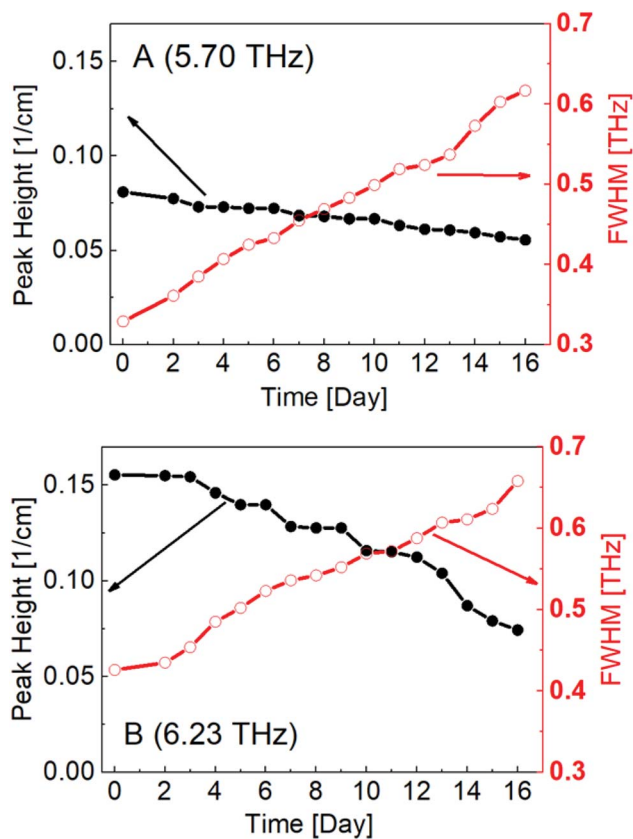 A (5.70 THz)
Peak Height [1/cm]
0.15
0.10
0.05
0.00
0.7
0.6
0.5
0.4
0.3
FWHM [THz]
0 2 4 6 8 10 12 14 16
Time [Day]
B (6.23 THz)
Peak Height [1/cm]
0.15
0.10
0.05
0.00
0.7
0.6
0.5
0.4
0.3
FWHM [THz]
0 2 4 6 8 10 12 14 16
Time [Day]